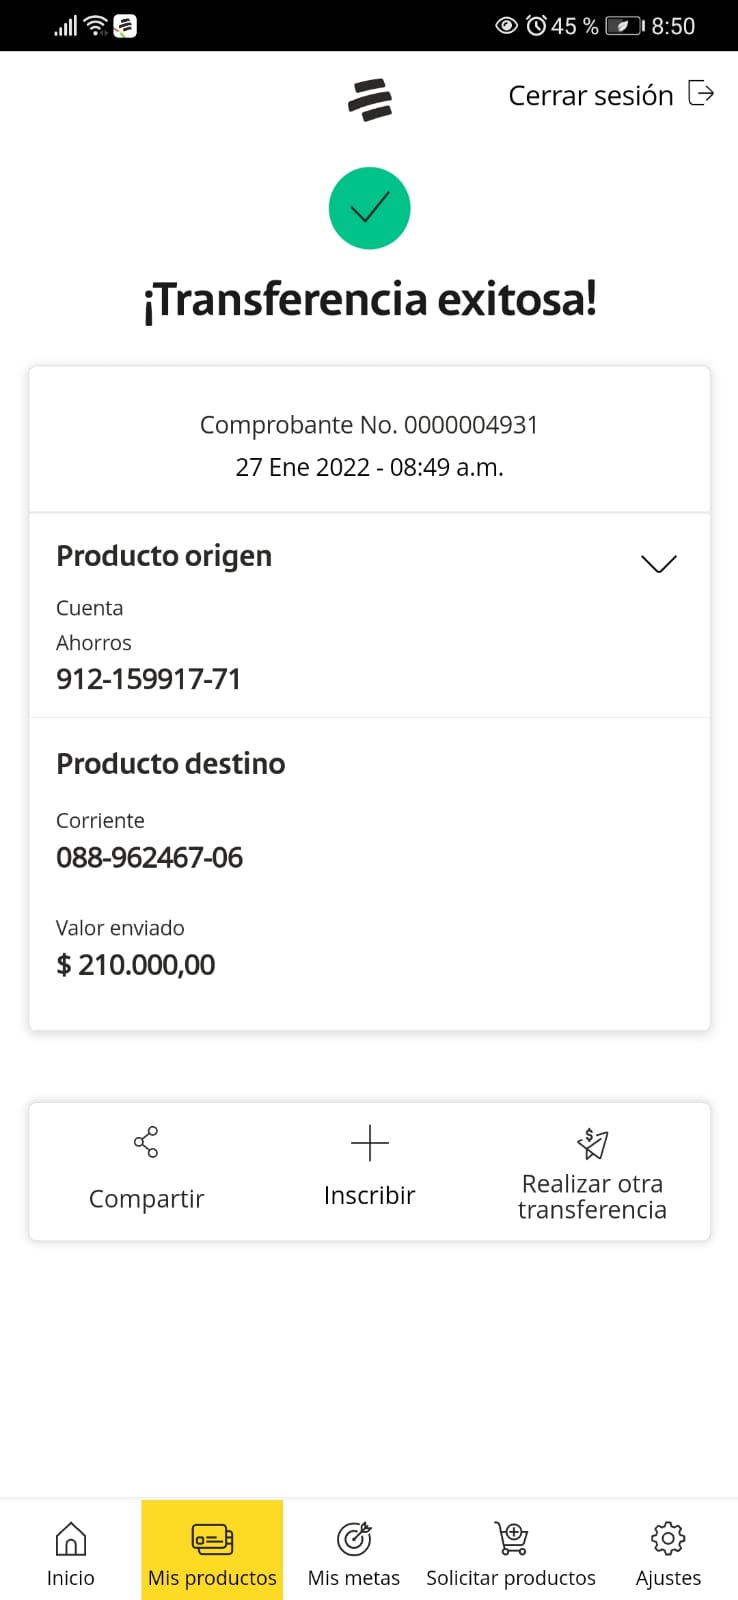 45 % 8:50
Cerrar sesión
¡Transferencia exitosa!
Comprobante No. 0000004931
27 Ene 2022 - 08:49 a.m.
Producto origen
Cuenta
Ahorros
912-159917-71
Producto destino
Corriente
088-962467-06
Valor enviado
$ 210.000,00
Compartir
Inscribir
Realizar otra
transferencia
Inicio
Mis productos
Mis metas
Solicitar productos
Ajustes